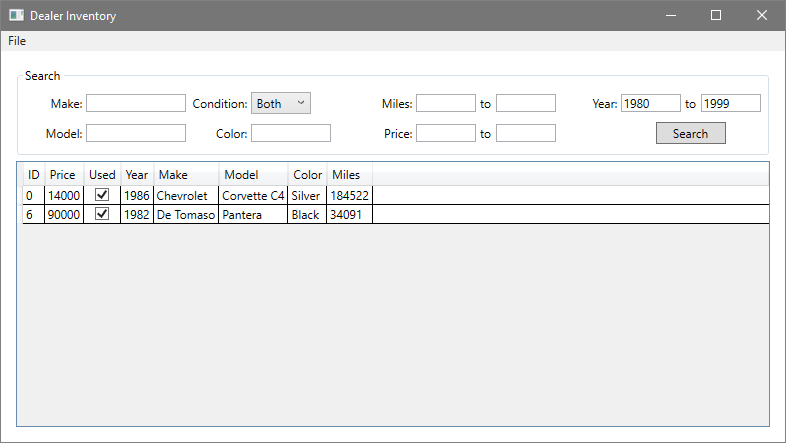 Dealer Inventory
File
Search
Make: Condition: Both Miles: to Year: 1980 to 1999
Model: Color: Price: to Search
ID Price Used Year Make Model Color Miles
0 14000 1986 Chevrolet Corvette C4 Silver 184522
6 90000 1982 De Tomaso Pantera Black 34091